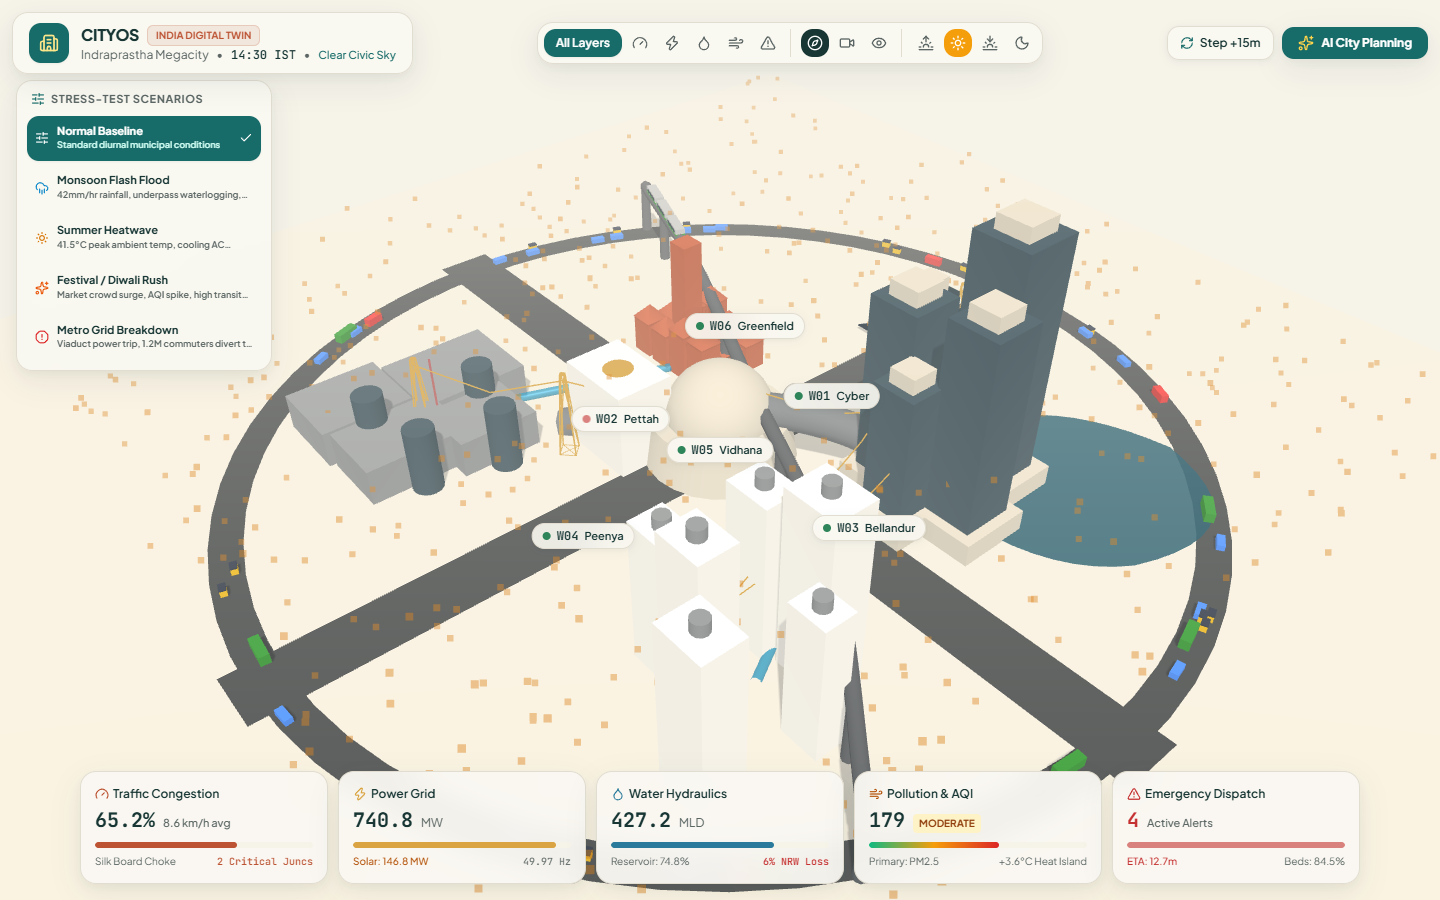 CITYOS INDIA DIGITAL TWIN
Indraprastha Megacity • 14:30 IST • Clear Civic Sky
All Layers
Step +15m
AI City Planning
STRESS-TEST SCENARIOS
Normal Baseline
Standard diurnal municipal conditions
Monsoon Flash Flood
42mm/hr rainfall, underpass waterlogging,...
Summer Heatwave
41.5°C peak ambient temp, cooling AC...
Festival / Diwali Rush
Market crowd surge, AQI spike, high transit...
Metro Grid Breakdown
Viaduct power trip, 1.2M commuters divert t...
W06 Greenfield
W01 Cyber
W02 Pettah
W05 Vidhana
W03 Bellandur
W04 Peenya
Traffic Congestion
65.2% 8.6 km/h avg
Silk Board Choke 2 Critical Juncs
Power Grid
740.8 MW
Solar: 146.8 MW 49.97 Hz
Water Hydraulics
427.2 MLD
Reservoir: 74.8% 6% NRW Loss
Pollution & AQI
179 MODERATE
Primary: PM2.5 +3.6°C Heat Island
Emergency Dispatch
4 Active Alerts
ETA: 12.7m Beds: 84.5%